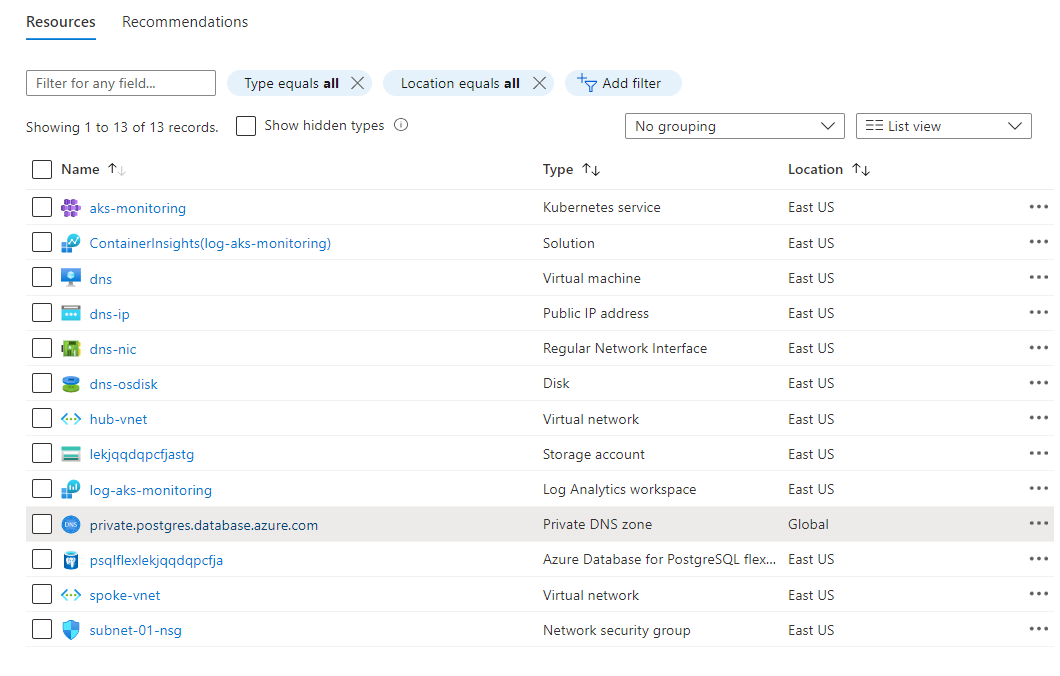 Resources Recommendations
Filter for any field... Type equals all Location equals all Add filter
Showing 1 to 13 of 13 records. Show hidden types No grouping List view
Name Type Location
aks-monitoring Kubernetes service East US
ContainerInsights(log-aks-monitoring) Solution East US
dns Virtual machine East US
dns-ip Public IP address East US
dns-nic Regular Network Interface East US
dns-osdisk Disk East US
hub-vnet Virtual network East US
lekjqqdqpcfjastg Storage account East US
log-aks-monitoring Log Analytics workspace East US
DNS private.postgres.database.azure.com Private DNS zone Global
psqlflexlekjqqdqpcfja Azure Database for PostgreSQL flex... East US
spoke-vnet Virtual network East US
subnet-01-nsg Network security group East US